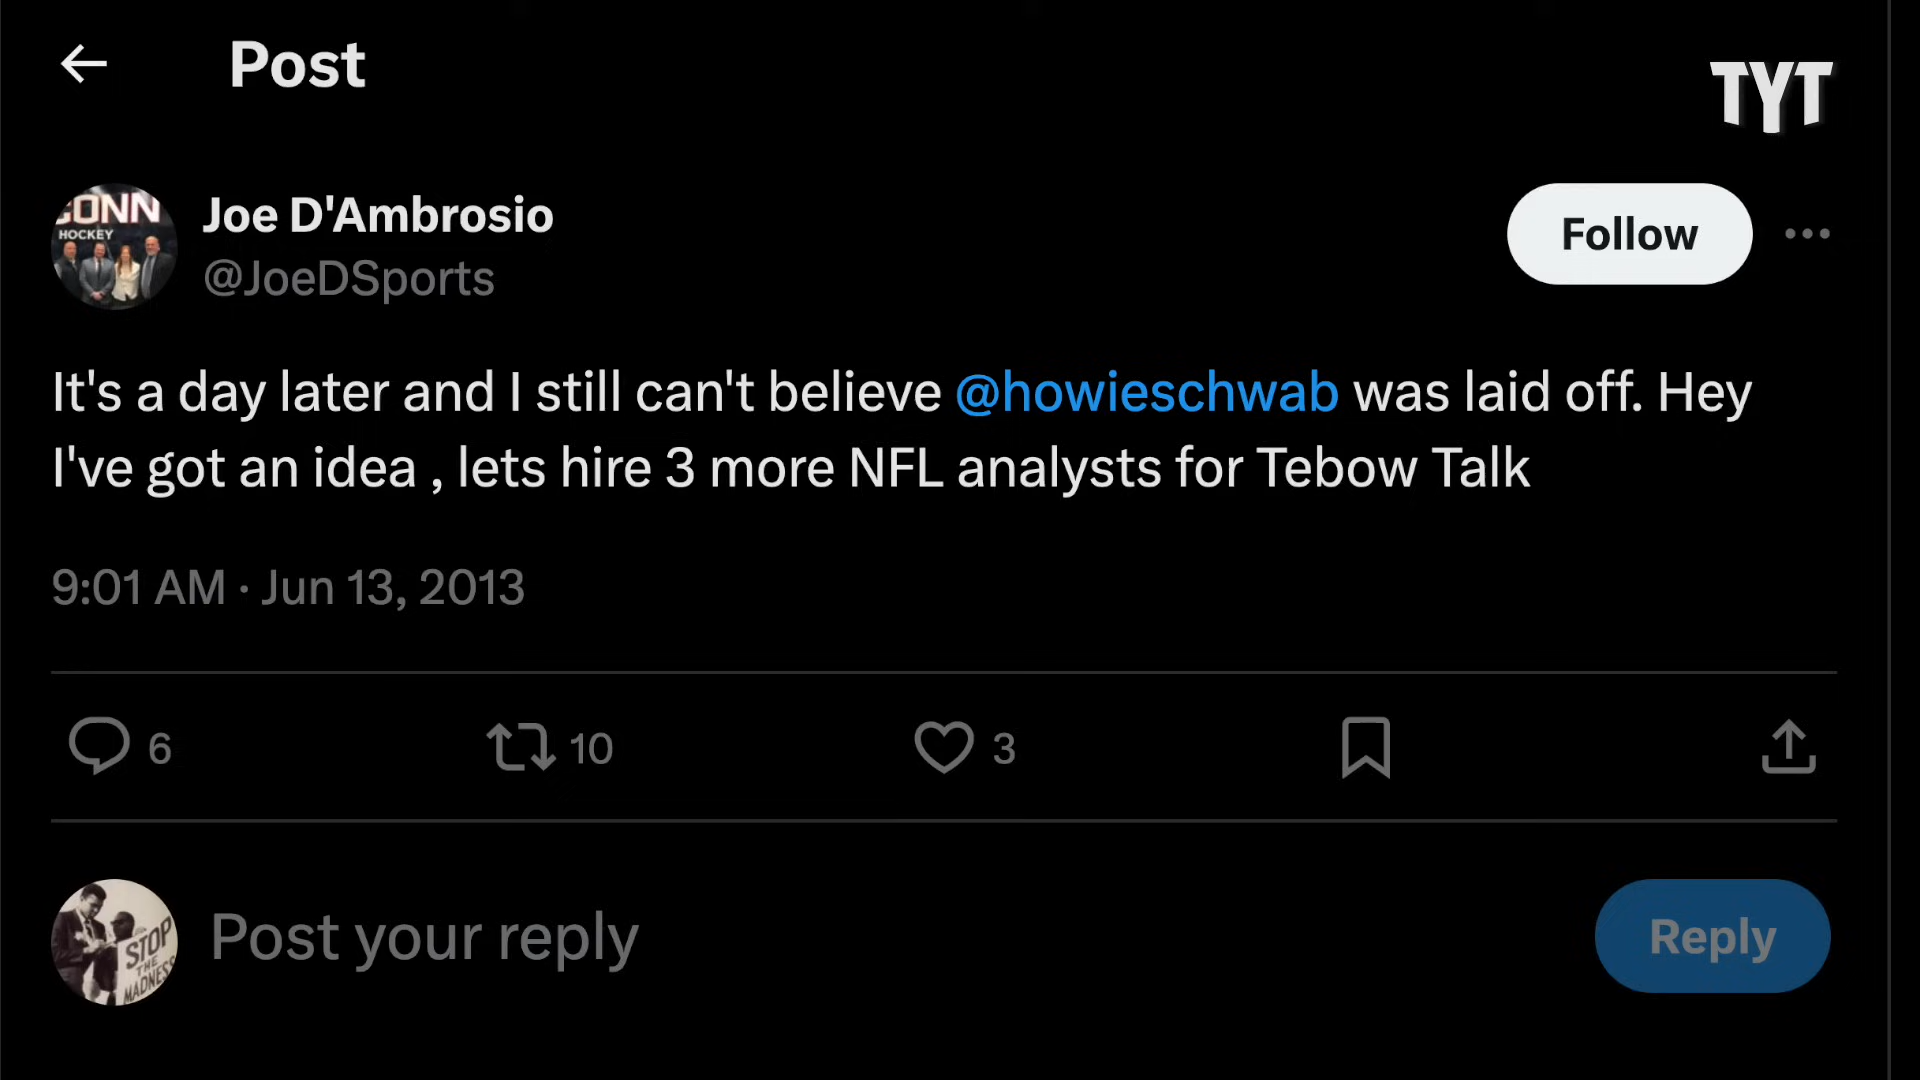 Post
TYT
CONN
HOCKEY
Joe D'Ambrosio
@JoeDSports
Follow
It's a day later and I still can't believe @howieschwab was laid off. Hey
I've got an idea , lets hire 3 more NFL analysts for Tebow Talk
9:01 AM · Jun 13, 2013
6
10
3
STOP
THE
MADNESS
Post your reply
Reply